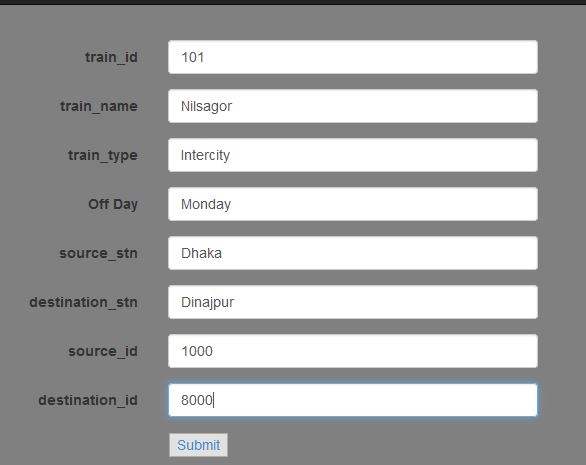 train_id 101
train_name Nilsagor
train_type Intercity
Off Day Monday
source_stn Dhaka
destination_stn Dinajpur
source_id 1000
destination_id 8000
Submit